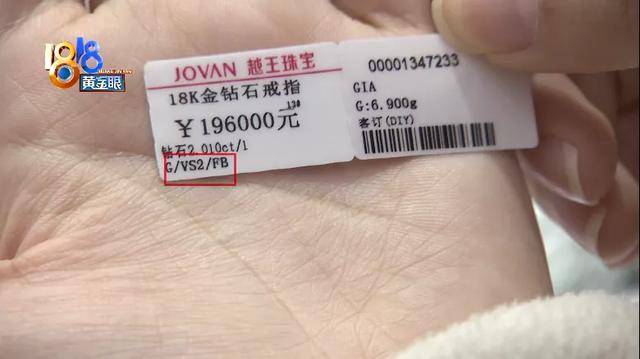 1818
黄金眼
JOVAN 越王珠宝
18K金钻石戒指
¥196000元
钻石2.010ct/1
G/VS2/FB
00001347233
GIA
G:6.900g
客订(DIY)